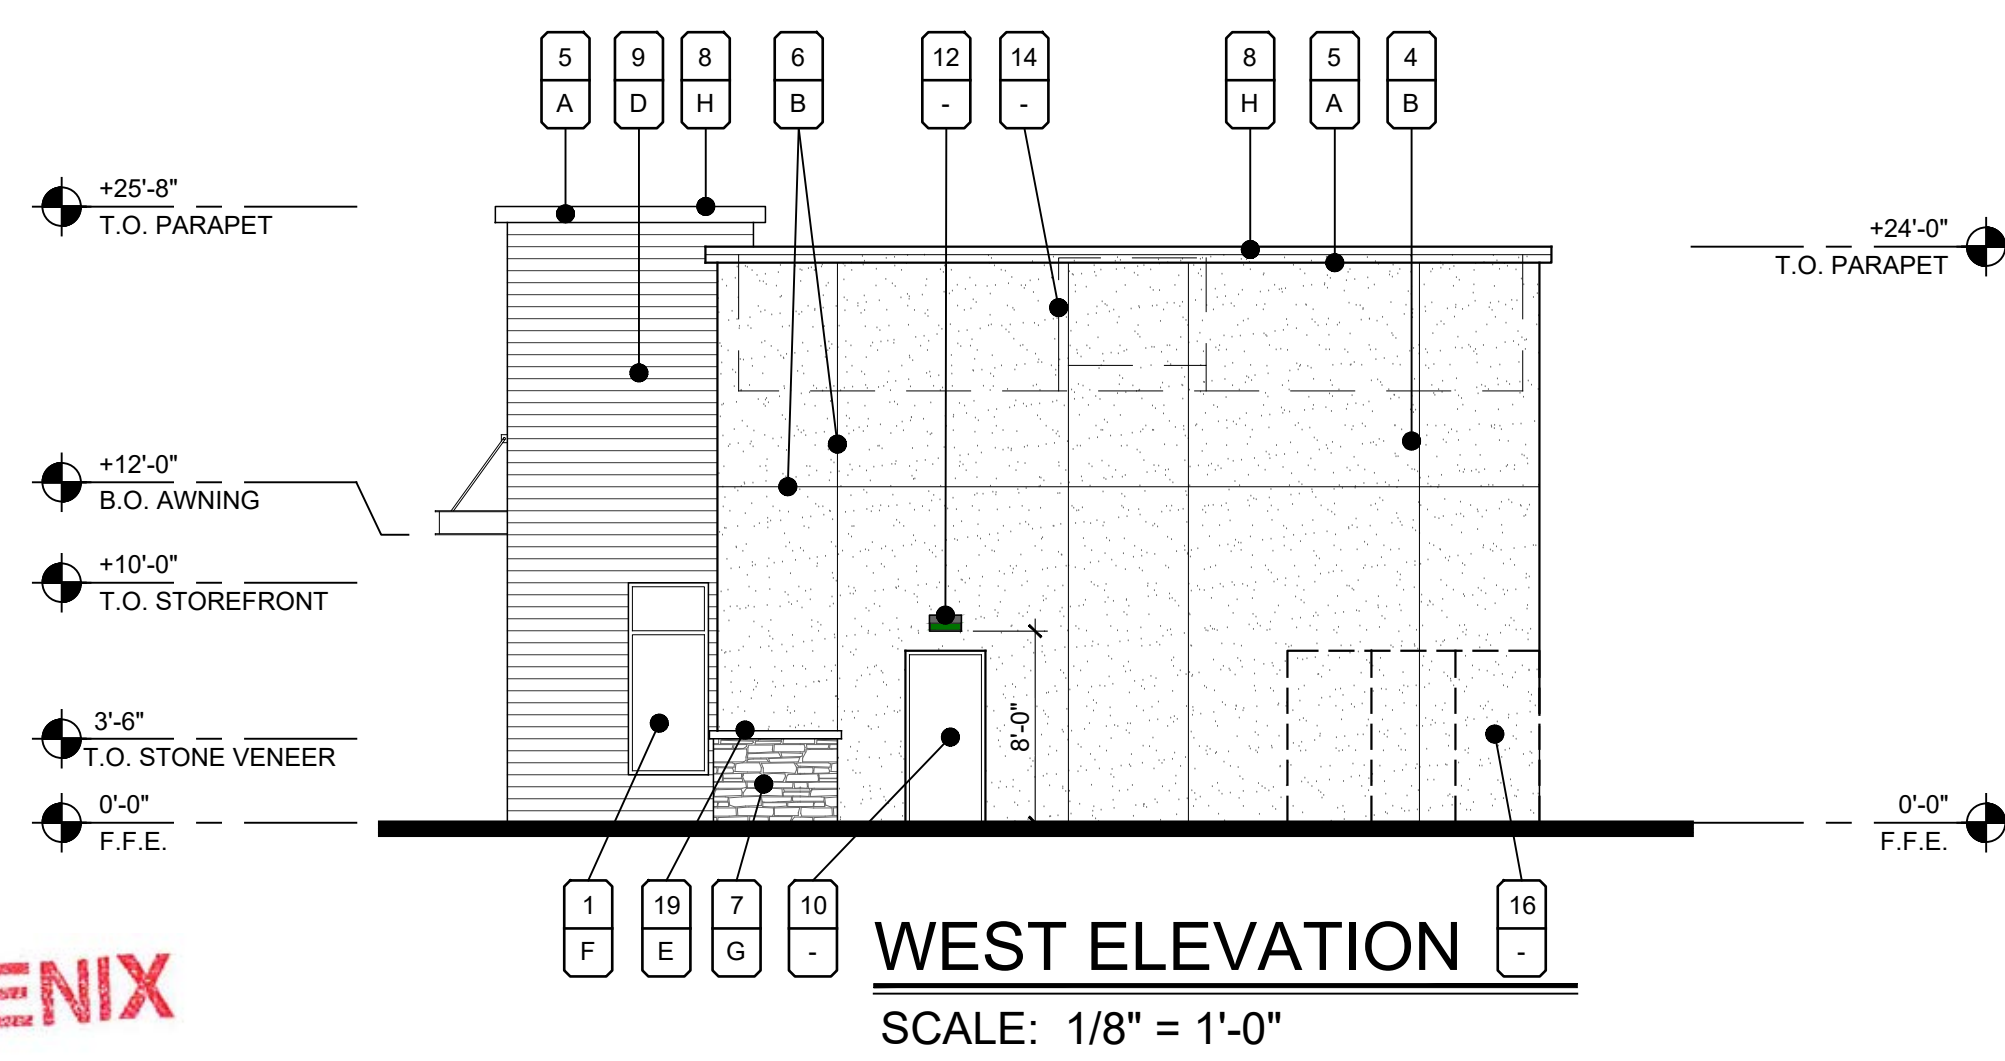 5 9 8 6 12 14 8 5 4
A D H B - - H A B
+25'-8"
T.O. PARAPET
+24'-0"
T.O. PARAPET
+12'-0"
B.O. AWNING
+10'-0"
T.O. STOREFRONT
8'-0"
3'-6"
T.O. STONE VENEER
0'-0"
F.F.E.
0'-0"
F.F.E.
1 19 7 10 16
F E G - -
WEST ELEVATION
SCALE: 1/8" = 1'-0"
ENIX